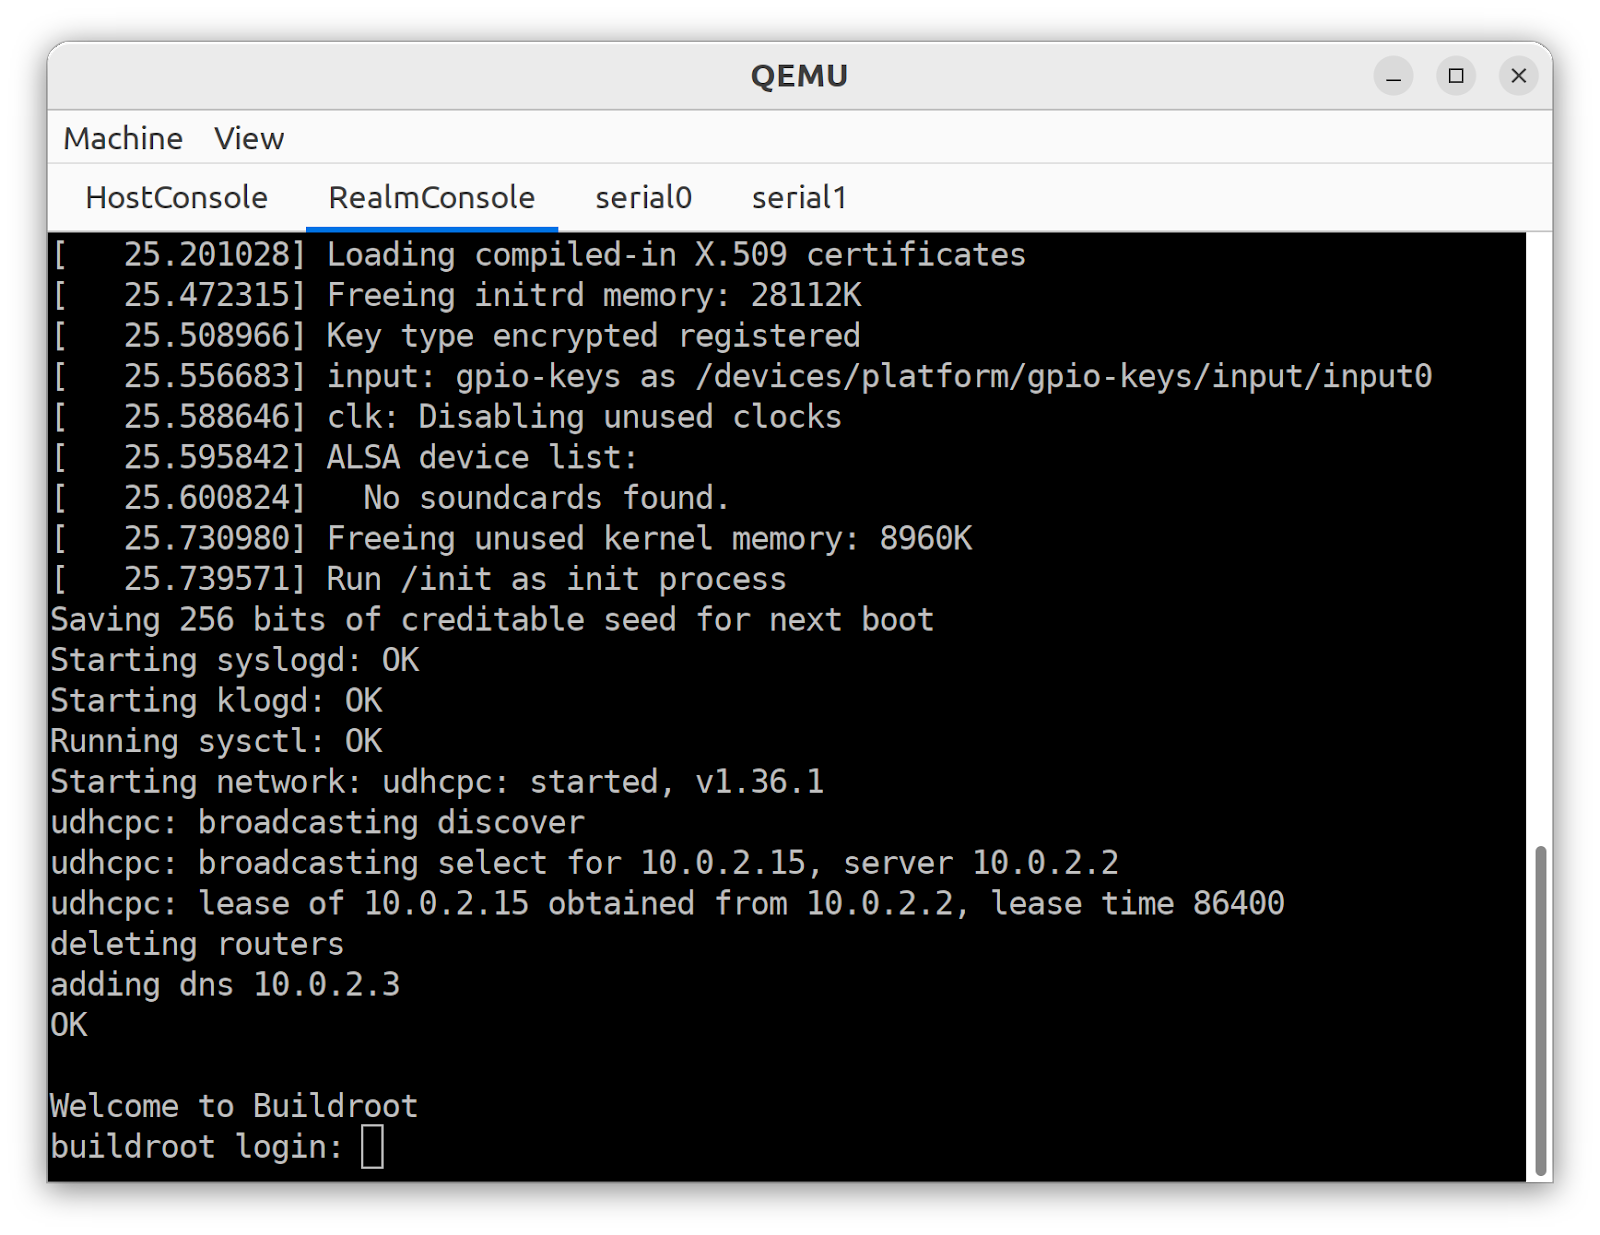 QEMU
Machine View
HostConsole RealmConsole serial0 serial1
[   25.201028] Loading compiled-in X.509 certificates
[   25.472315] Freeing initrd memory: 28112K
[   25.508966] Key type encrypted registered
[   25.556683] input: gpio-keys as /devices/platform/gpio-keys/input/input0
[   25.588646] clk: Disabling unused clocks
[   25.595842] ALSA device list:
[   25.600824]   No soundcards found.
[   25.730980] Freeing unused kernel memory: 8960K
[   25.739571] Run /init as init process
Saving 256 bits of creditable seed for next boot
Starting syslogd: OK
Starting klogd: OK
Running sysctl: OK
Starting network: udhcpc: started, v1.36.1
udhcpc: broadcasting discover
udhcpc: broadcasting select for 10.0.2.15, server 10.0.2.2
udhcpc: lease of 10.0.2.15 obtained from 10.0.2.2, lease time 86400
deleting routers
adding dns 10.0.2.3
OK
Welcome to Buildroot
buildroot login: